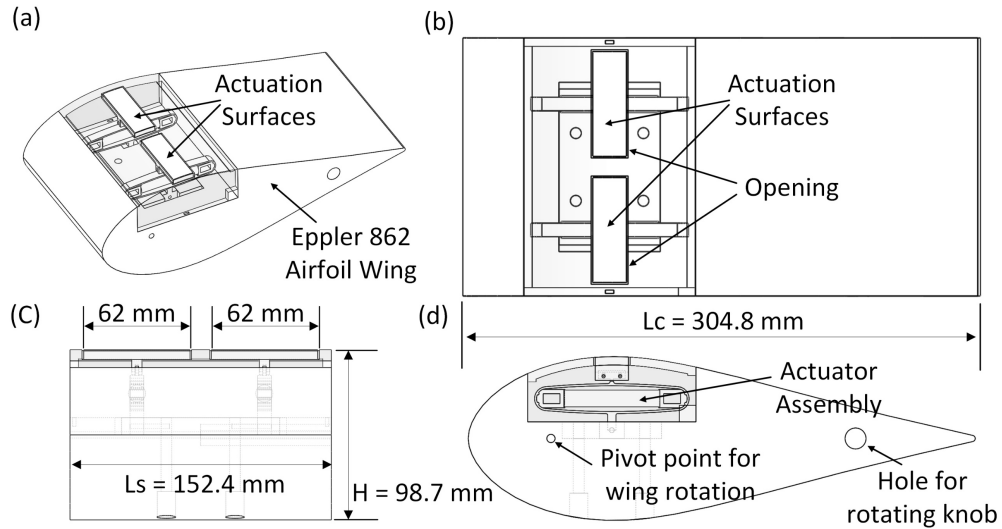 (a)
Actuation
Surfaces
Eppler 862
Airfoil Wing
(b)
Actuation
Surfaces
Opening
(C)
62 mm
62 mm
Ls = 152.4 mm
H = 98.7 mm
(d)
Lc = 304.8 mm
Actuator
Assembly
Pivot point for
wing rotation
Hole for
rotating knob